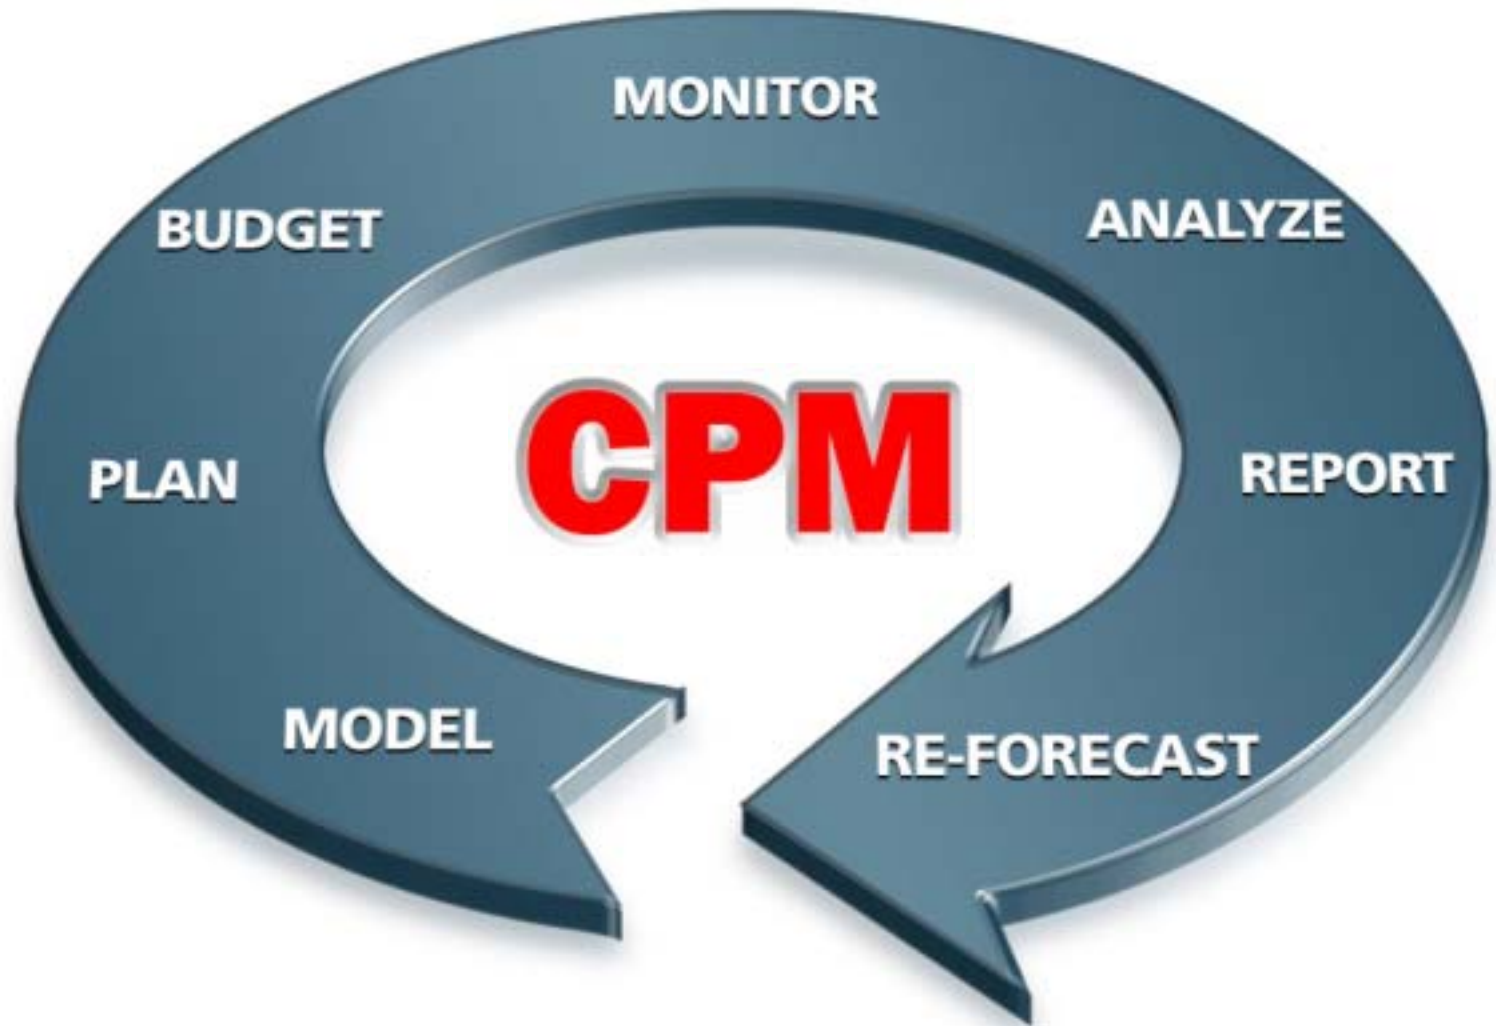 MONITOR
BUDGET
ANALYZE
CPM
PLAN
REPORT
MODEL
RE-FORECAST